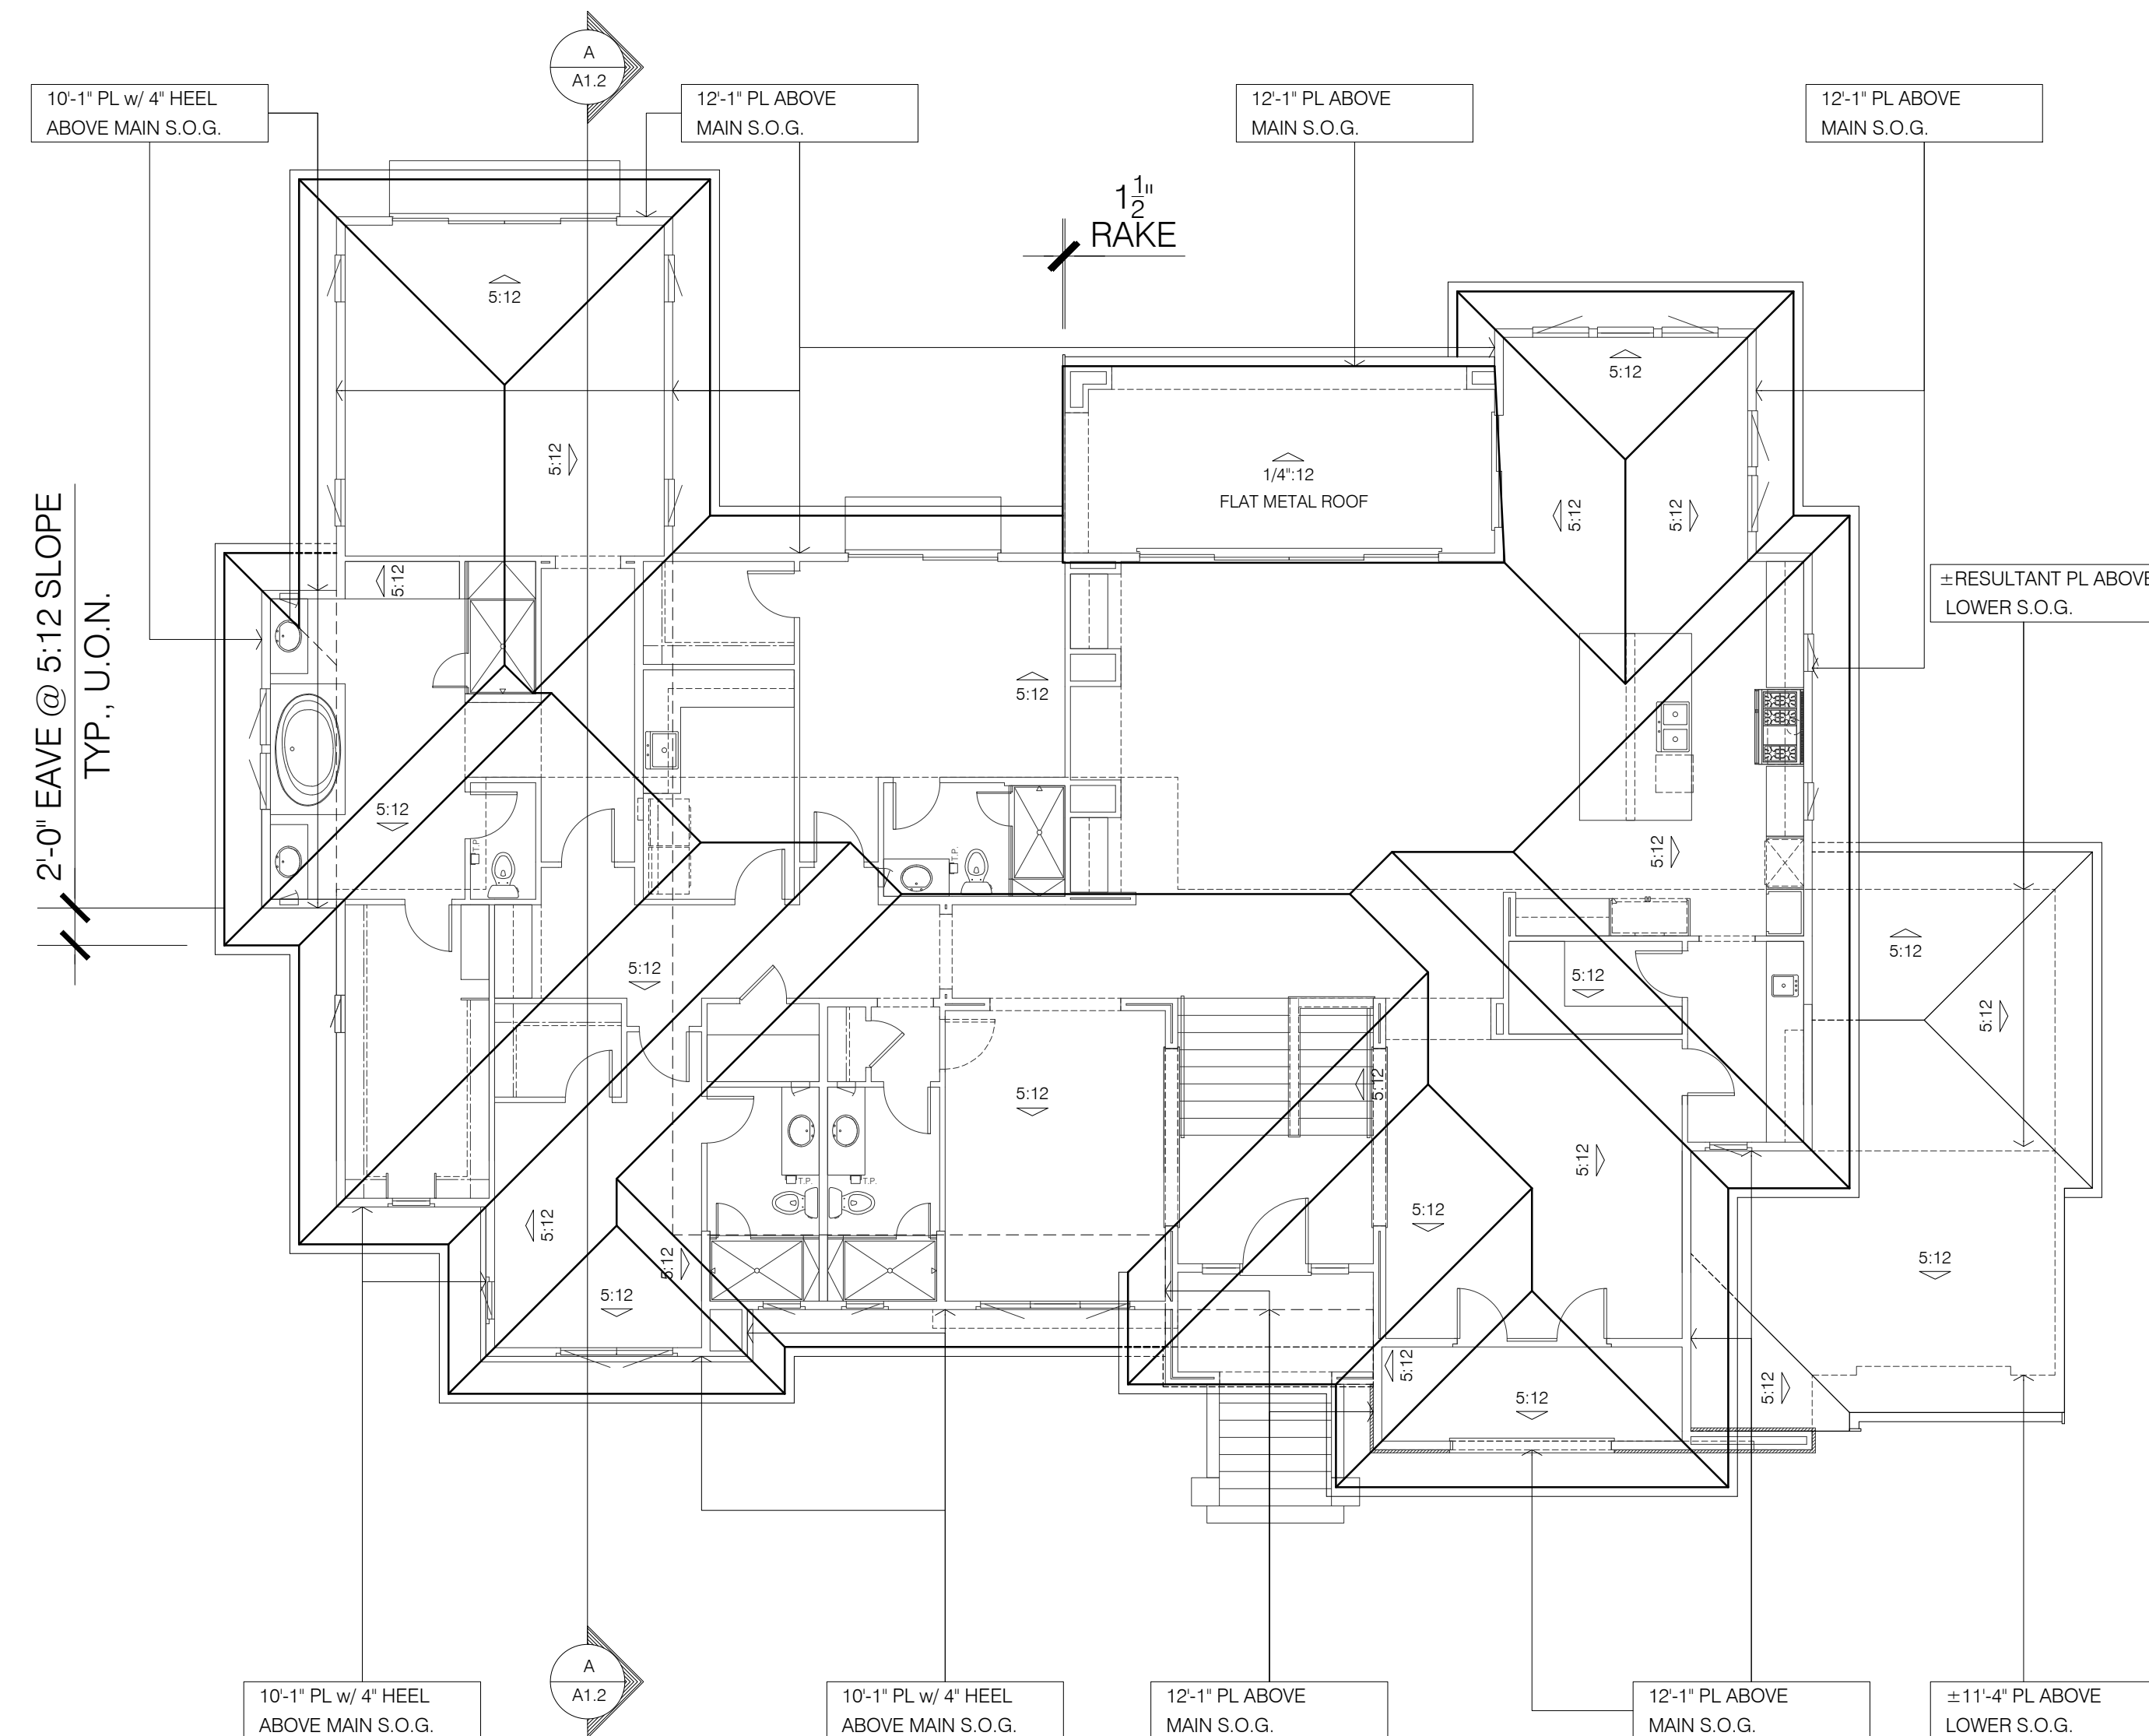 A
A1.2
10'-1" PL w/ 4" HEEL
ABOVE MAIN S.O.G.
12'-1" PL ABOVE
MAIN S.O.G.
12'-1" PL ABOVE
MAIN S.O.G.
12'-1" PL ABOVE
MAIN S.O.G.
1 1/2"
RAKE
5:12
5:12
5:12
1/4":12
FLAT METAL ROOF
5:12
5:12
2'-0" EAVE @ 5:12 SLOPE
TYP., U.O.N.
5:12
±RESULTANT PL ABOVE
LOWER S.O.G.
5:12
5:12
5:12
T.P.
T.P.
5:12
5:12
5:12
5:12
5:12
5:12
5:12
T.P.
T.P.
5:12
5:12
5:12
5:12
5:12
5:12
5:12
5:12
5:12
A
A1.2
10'-1" PL w/ 4" HEEL
ABOVE MAIN S.O.G.
10'-1" PL w/ 4" HEEL
ABOVE MAIN S.O.G.
12'-1" PL ABOVE
MAIN S.O.G.
12'-1" PL ABOVE
MAIN S.O.G.
±11'-4" PL ABOVE
LOWER S.O.G.